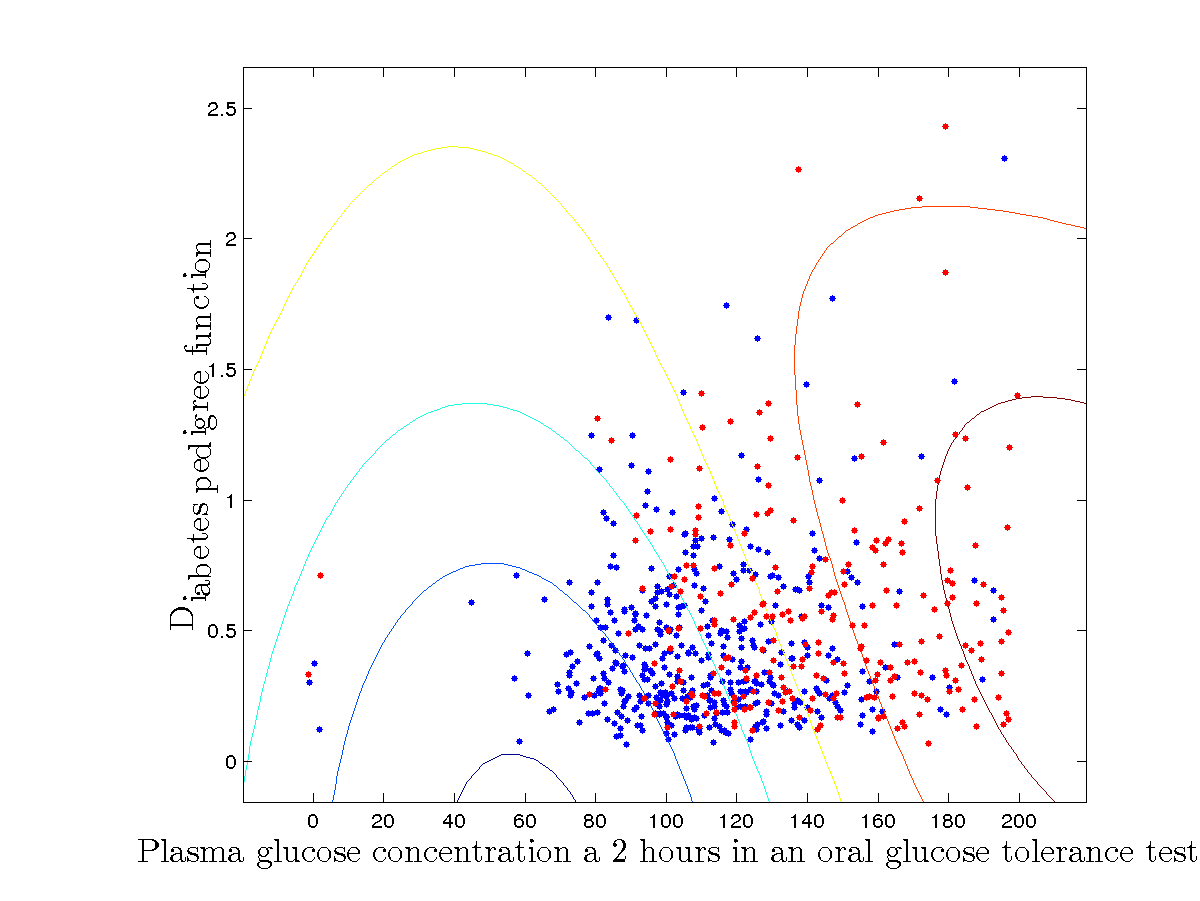 2.5
2
1.5
1
0.5
0
Diabetes pedigree function
0 20 40 60 80 100 120 140 160 180 200
Plasma glucose concentration a 2 hours in an oral glucose tolerance test